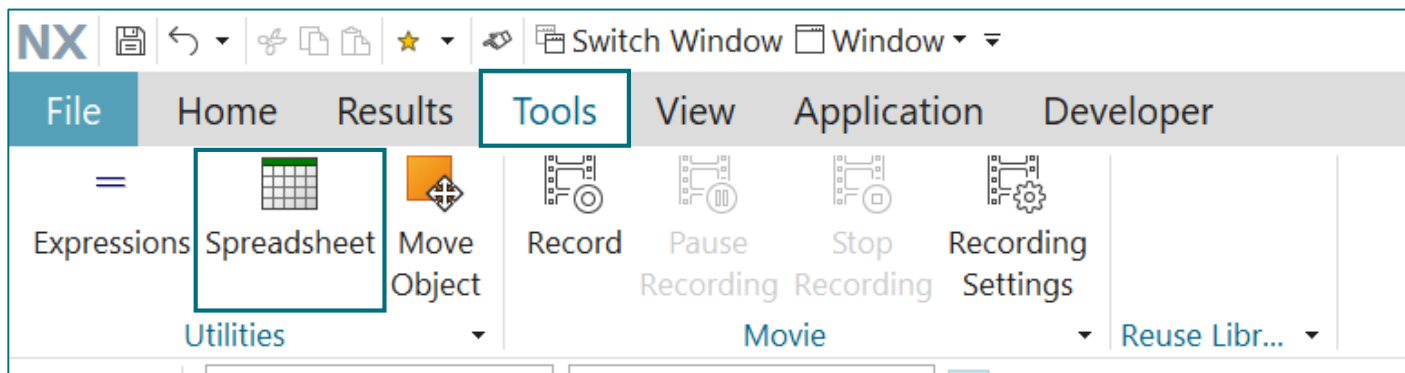 NX Switch Window Window
File Home Results Tools View Application Developer
= Expressions Spreadsheet Move Object Record Pause Recording Stop Recording Recording Settings
Utilities Movie Reuse Libr...